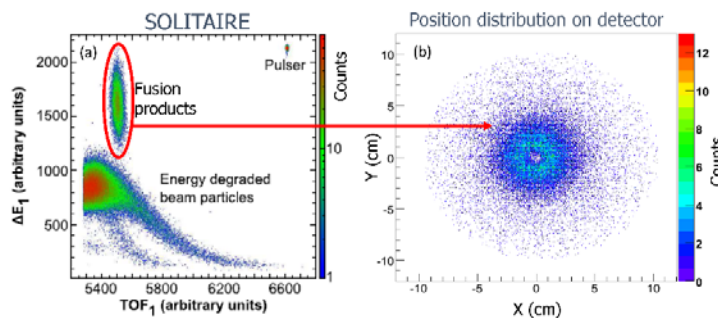 SOLITAIRE
(a)
Pulser
Fusion
products
Energy degraded
beam particles
2000
1500
1000
500
ΔE1 (arbitrary units)
5400 5800 6200 6600
TOF1 (arbitrary units)
Counts
10
1
Position distribution on detector
(b)
10
5
0
-5
-10
Y (cm)
-10 -5 0 5 10
X (cm)
12
10
8
6
4
2
0
Counts